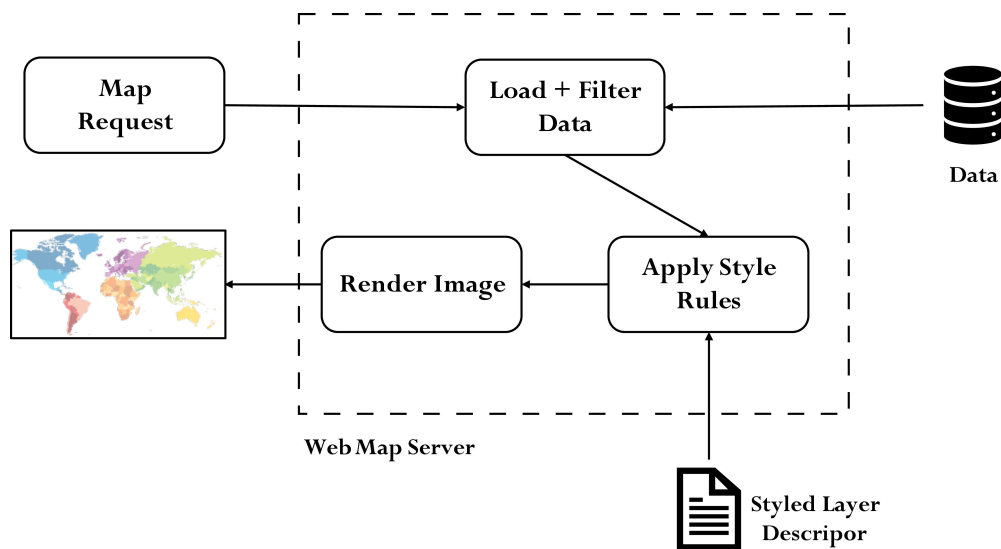 Map
Request
Load + Filter
Data
Data
Render Image
Apply Style
Rules
Web Map Server
Styled Layer
Descripor